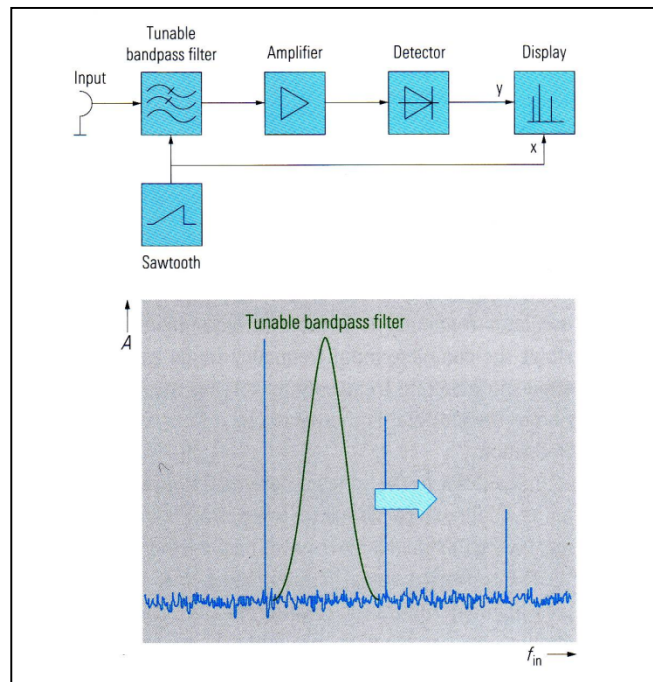 Tunable
bandpass filter
Amplifier
Detector
Display
Input
y
x
Sawtooth
A
Tunable bandpass filter
fin